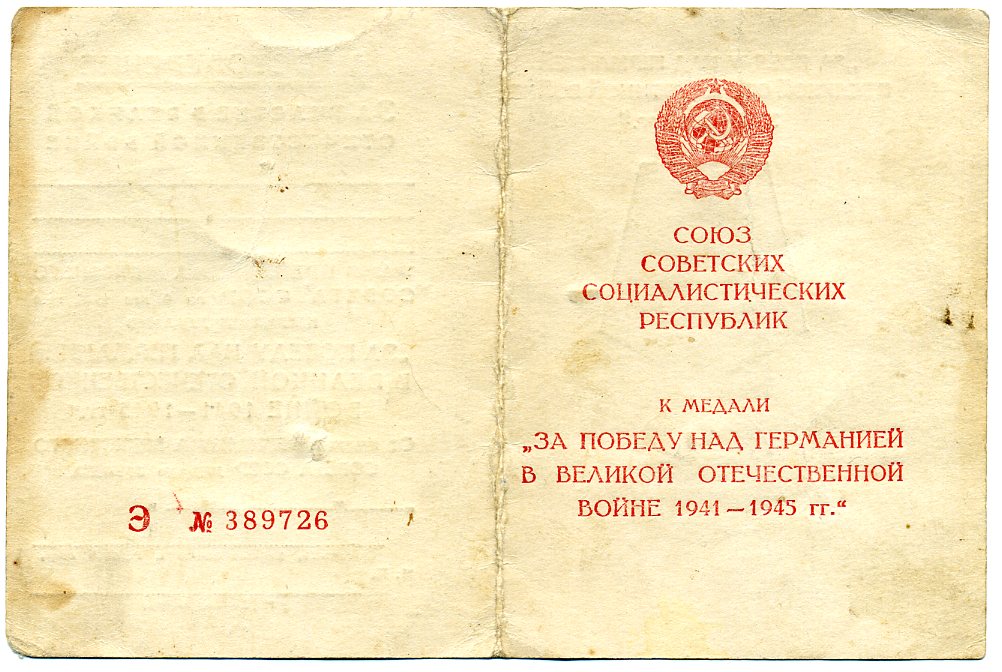 Э № 389726
СОЮЗ
СОВЕТСКИХ
СОЦИАЛИСТИЧЕСКИХ
РЕСПУБЛИК
К МЕДАЛИ
„ЗА ПОБЕДУ НАД ГЕРМАНИЕЙ
В ВЕЛИКОЙ ОТЕЧЕСТВЕННОЙ
ВОЙНЕ 1941—1945 гг.“